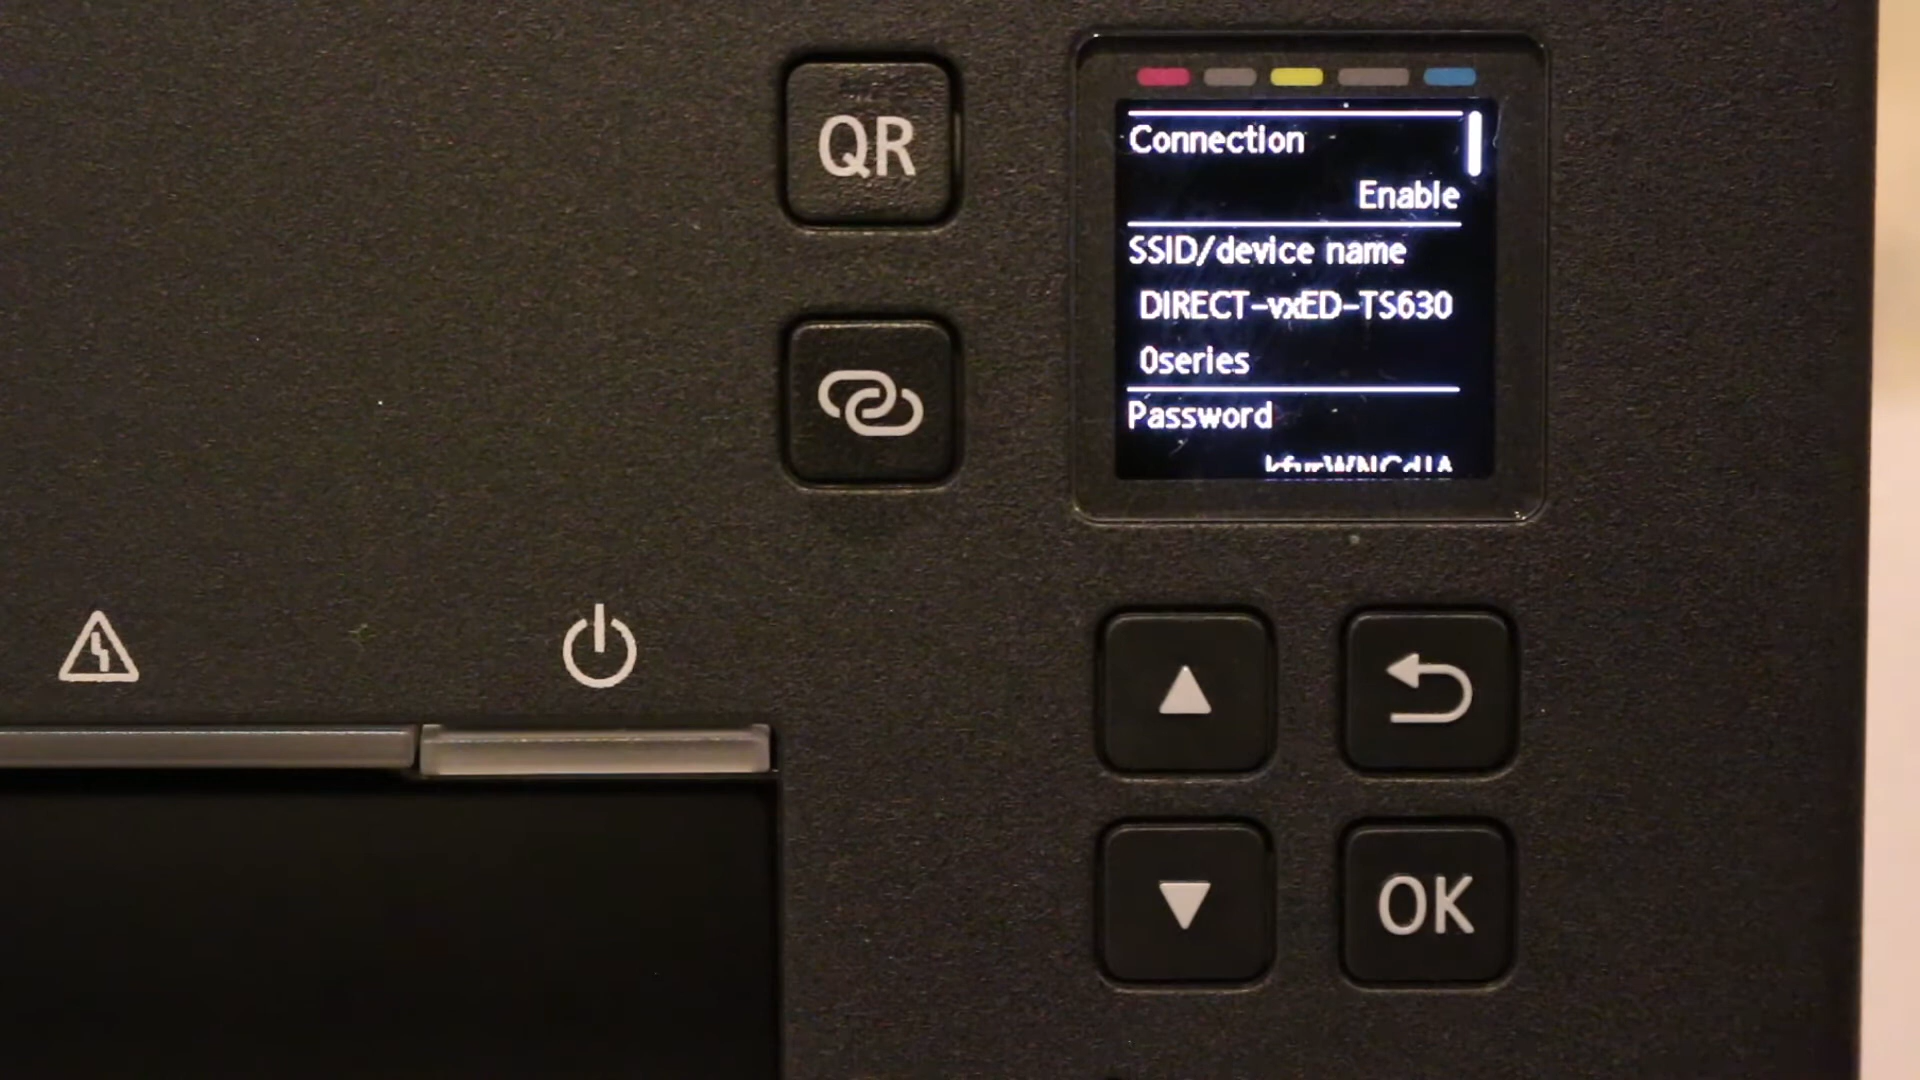 QR
Connection
Enable
SSID/device name
DIRECT-vxED-TS630
0series
Password
OK